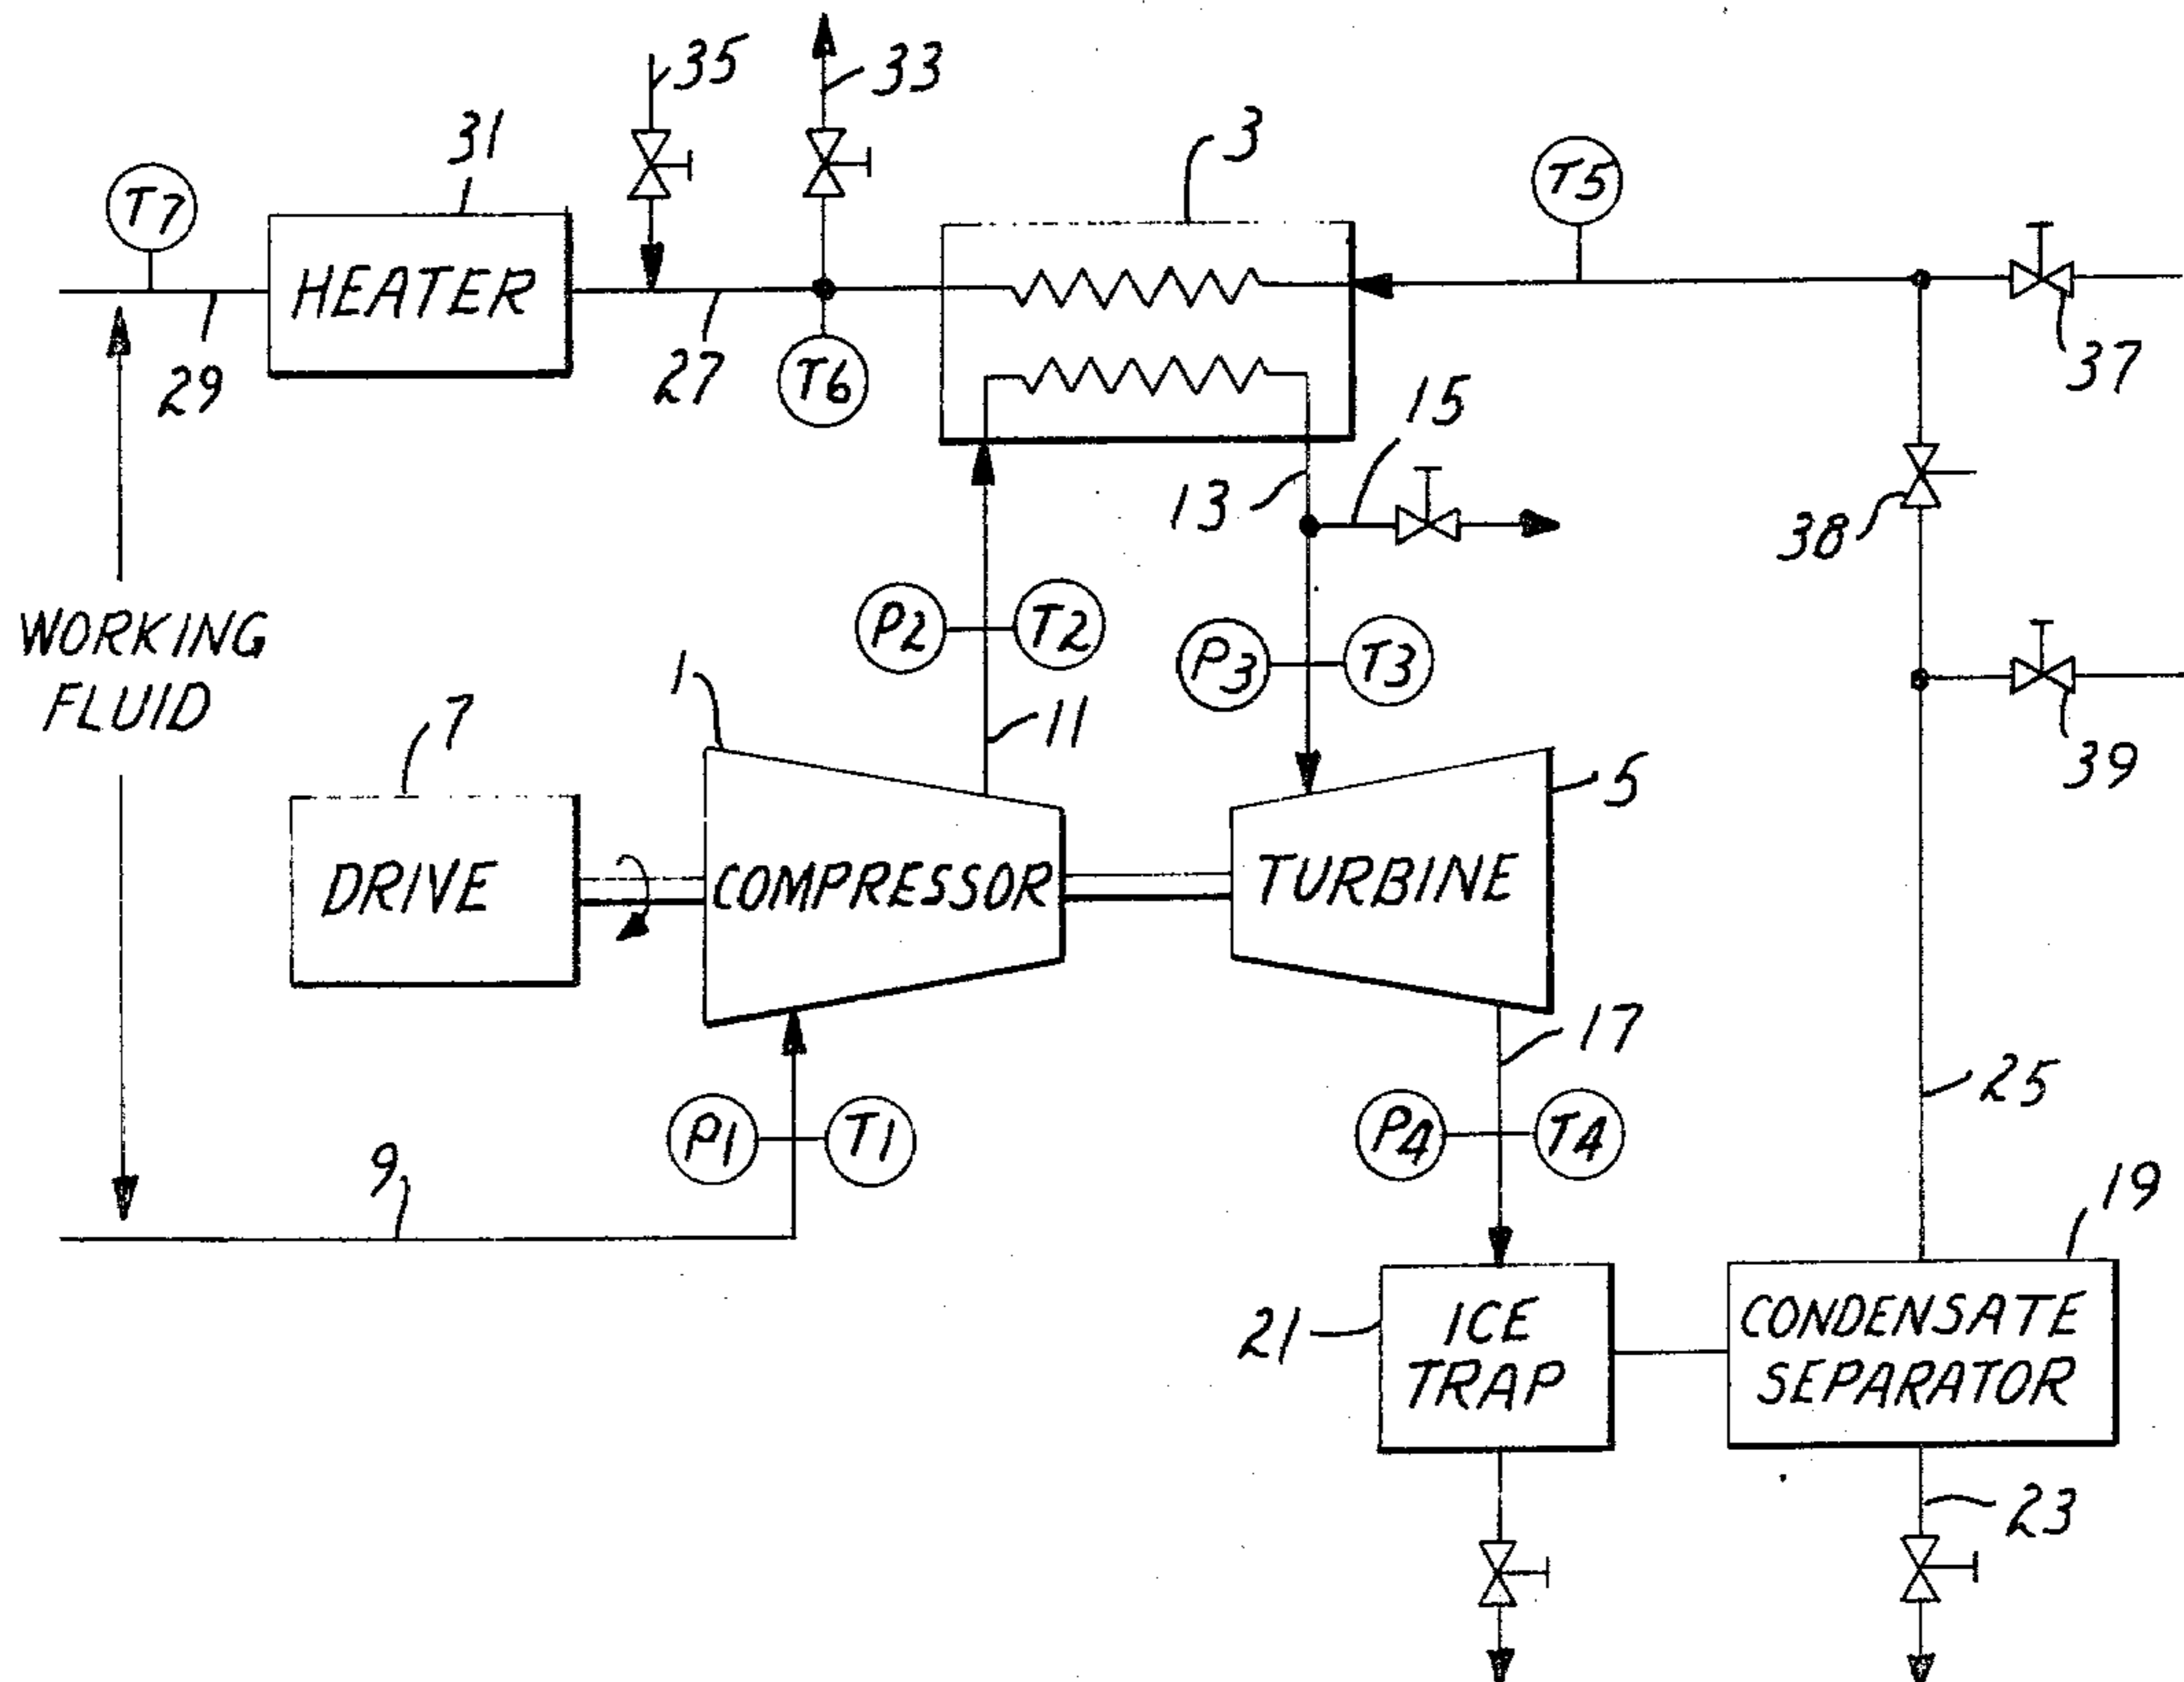 35
33
3
31
T5
T7
HEATER
37
29
27
T6
15
13
38
P2
T2
WORKING
FLUID
P3
T3
1
11
7
39
5
DRIVE
COMPRESSOR
TURBINE
17
25
P1
T1
P4
T4
9
19
21
ICE
TRAP
CONDENSATE
SEPARATOR
23